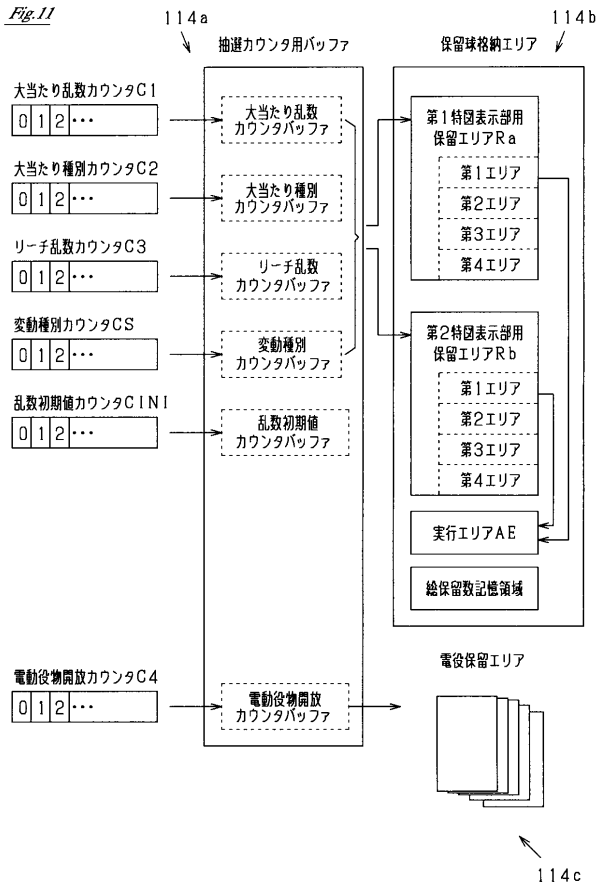 Fig.11
114a
114b
抽選カウンタ用バッファ
保留球格納エリア
大当たり乱数カウンタC1
0 1 2 ･･･
大当たり乱数
カウンタバッファ
大当たり種別カウンタC2
0 1 2 ･･･
大当たり種別
カウンタバッファ
リーチ乱数カウンタC3
0 1 2 ･･･
リーチ乱数
カウンタバッファ
変動種別カウンタCS
0 1 2 ･･･
変動種別
カウンタバッファ
乱数初期値カウンタCINI
0 1 2 ･･･
乱数初期値
カウンタバッファ
第1特図表示部用
保留エリアRa
第1エリア
第2エリア
第3エリア
第4エリア
第2特図表示部用
保留エリアRb
第1エリア
第2エリア
第3エリア
第4エリア
実行エリアAE
総保留数記憶領域
電動役物開放カウンタC4
0 1 2 ･･･
電動役物開放
カウンタバッファ
電役保留エリア
114c